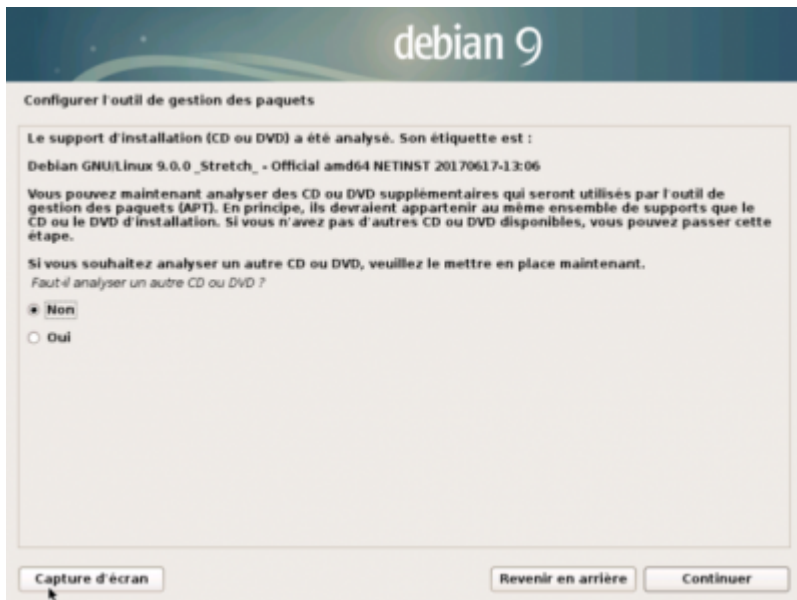 debian 9
Configurer l'outil de gestion des paquets
Le support d'installation (CD ou DVD) a été analysé. Son étiquette est :
Debian GNU/Linux 9.0.0 _Stretch_ - Official amd64 NETINST 20170617-13:06
Vous pouvez maintenant analyser des CD ou DVD supplémentaires qui seront utilisés par l'outil de
gestion des paquets (APT). En principe, ils devraient appartenir au même ensemble de supports que le
CD ou le DVD d'installation. Si vous n'avez pas d'autres CD ou DVD disponibles, vous pouvez passer cette
étape.
Si vous souhaitez analyser un autre CD ou DVD, veuillez le mettre en place maintenant.
Faut-il analyser un autre CD ou DVD ?
Non
Oui
Capture d'écran
Revenir en arrière
Continuer